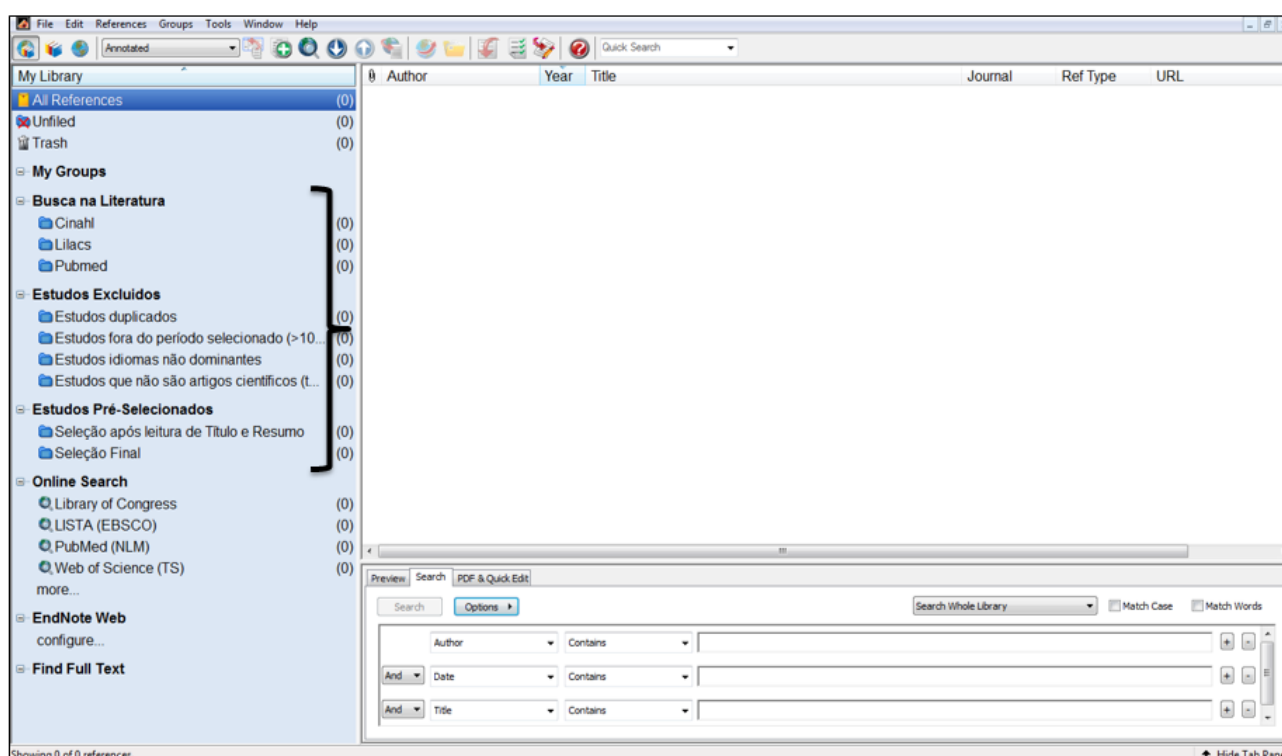 File Edit References Groups Tools Window Help
Annotated Quick Search
My Library
Author Year Title Journal Ref Type URL
All References (0)
Unfiled (0)
Trash (0)
My Groups
Busca na Literatura
Cinahl (0)
Lilacs (0)
Pubmed (0)
Estudos Excluidos
Estudos duplicados (0)
Estudos fora do período selecionado (>10... (0)
Estudos idiomas não dominantes (0)
Estudos que não são artigos científicos (t... (0)
Estudos Pré-Selecionados
Seleção após leitura de Título e Resumo (0)
Seleção Final (0)
Online Search
Library of Congress (0)
LISTA (EBSCO) (0)
PubMed (NLM) (0)
Web of Science (TS) (0)
more...
EndNote Web
configure...
Find Full Text
Preview Search PDF & Quick Edit
Search Options Search Whole Library Match Case Match Words
Author Contains
And Date Contains
And Title Contains
Showing 0 of 0 references.
Hide Tab Pane